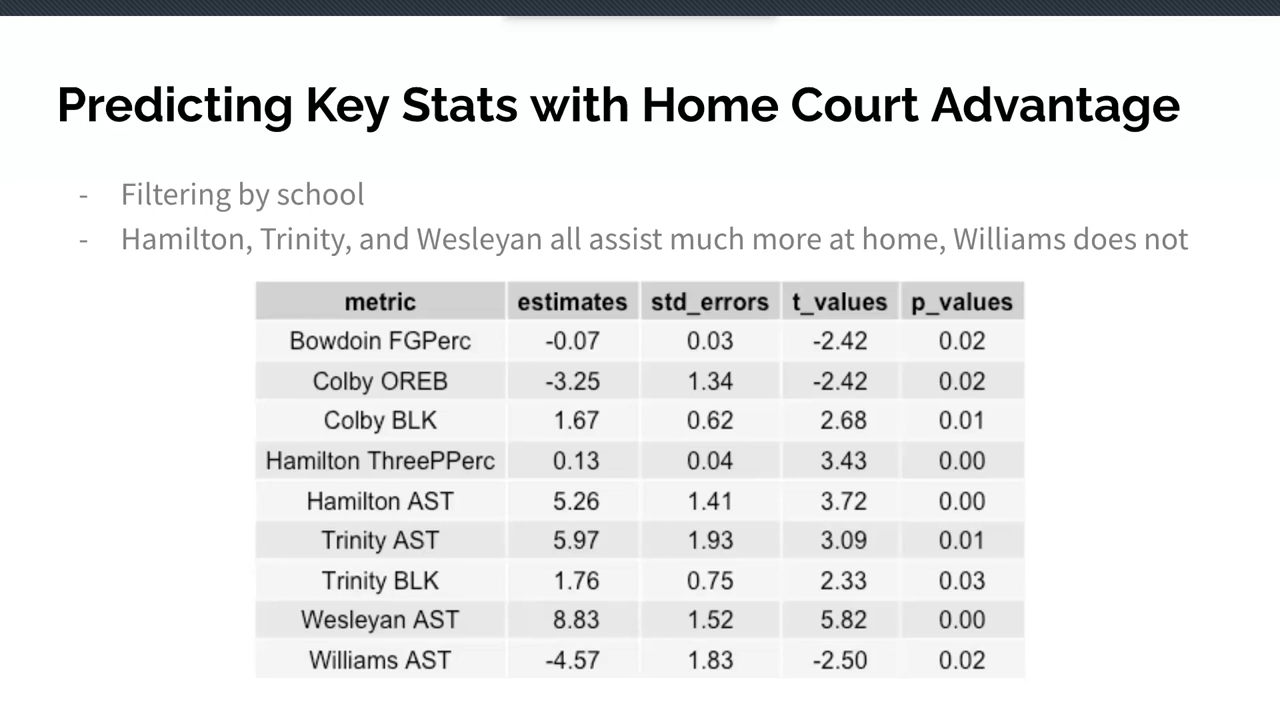 Predicting Key Stats with Home Court Advantage
- Filtering by school
- Hamilton, Trinity, and Wesleyan all assist much more at home, Williams does not
metric estimates std_errors t_values p_values
Bowdoin FGPerc -0.07 0.03 -2.42 0.02
Colby OREB -3.25 1.34 -2.42 0.02
Colby BLK 1.67 0.62 2.68 0.01
Hamilton ThreePPerc 0.13 0.04 3.43 0.00
Hamilton AST 5.26 1.41 3.72 0.00
Trinity AST 5.97 1.93 3.09 0.01
Trinity BLK 1.76 0.75 2.33 0.03
Wesleyan AST 8.83 1.52 5.82 0.00
Williams AST -4.57 1.83 -2.50 0.02